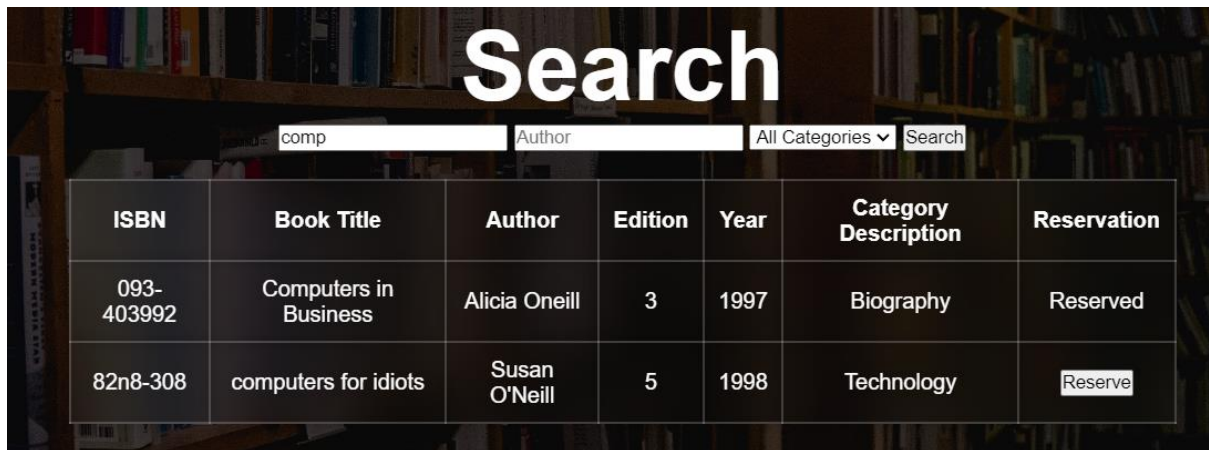 Search
comp Author All Categories Search
ISBN Book Title Author Edition Year Category Description Reservation
093-403992 Computers in Business Alicia Oneill 3 1997 Biography Reserved
82n8-308 computers for idiots Susan O'Neill 5 1998 Technology Reserve